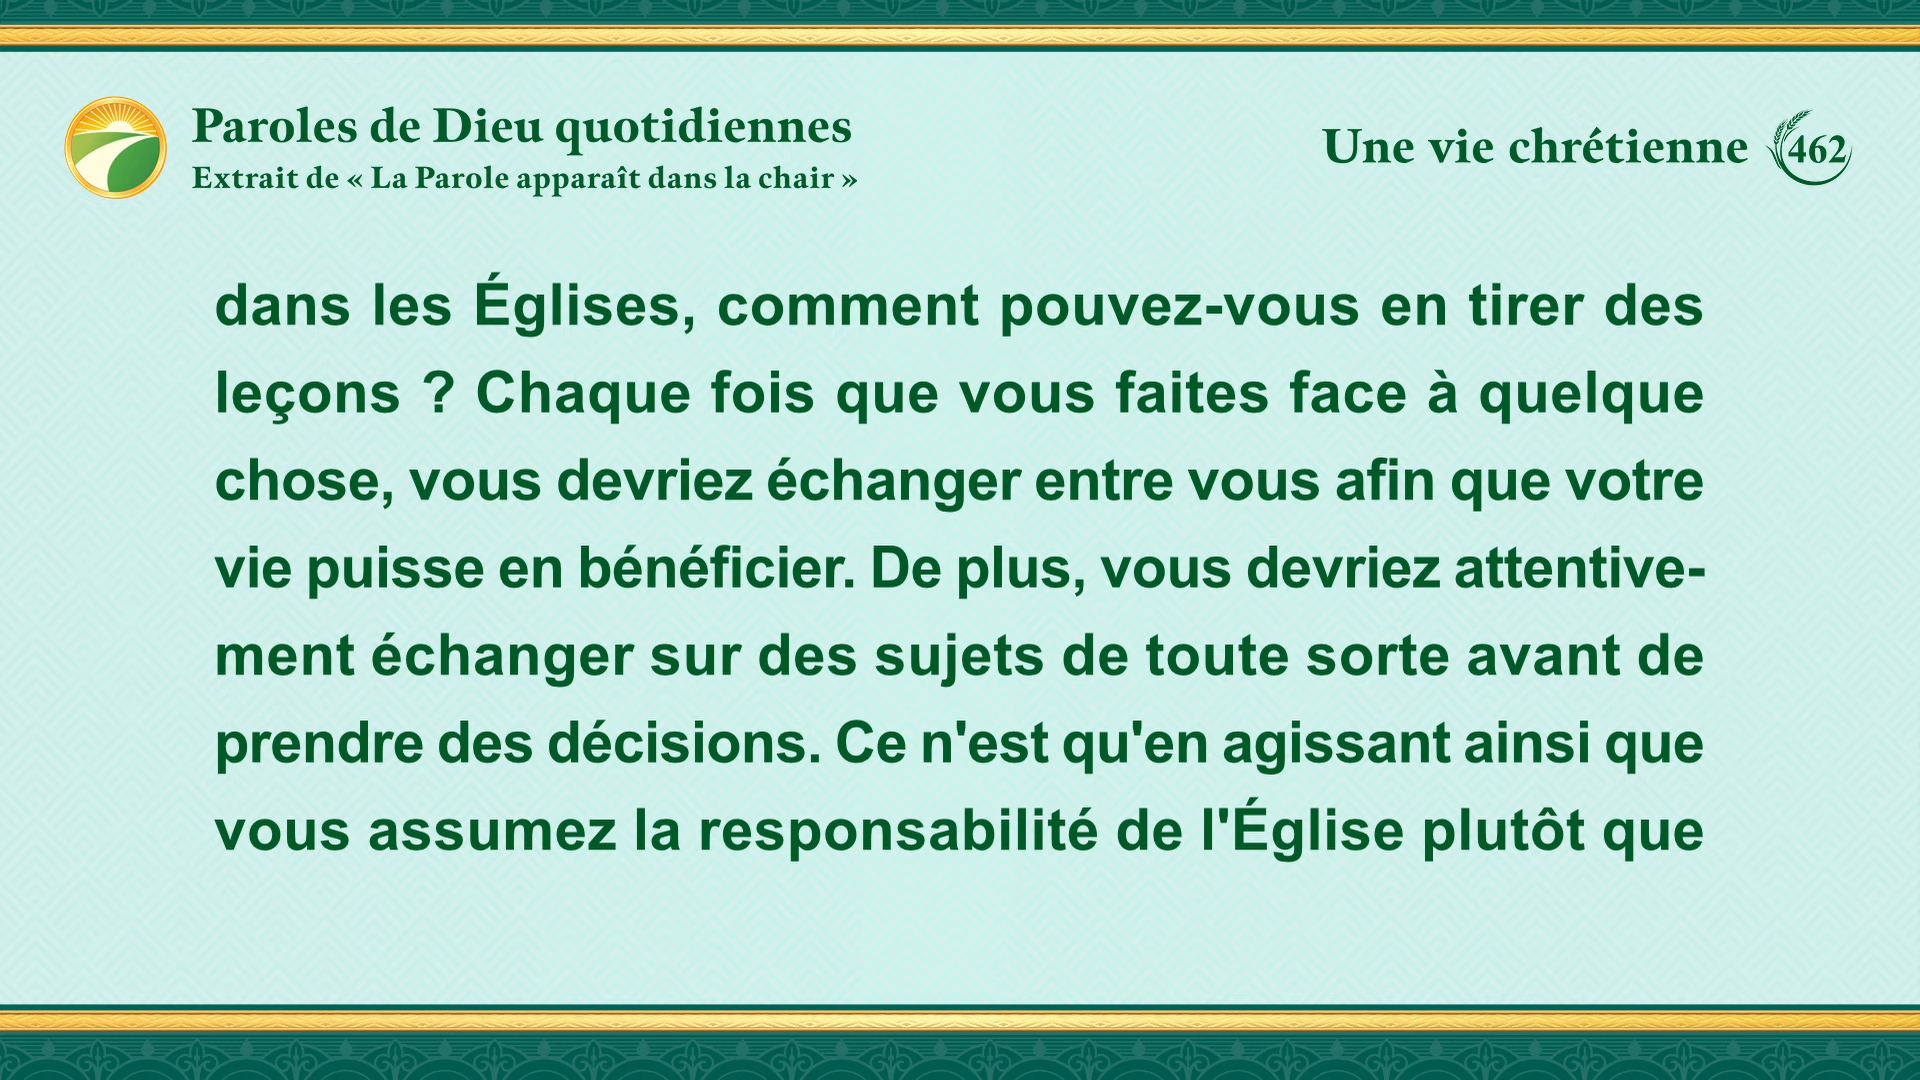 Paroles de Dieu quotidiennes
Extrait de « La Parole apparaît dans la chair »
Une vie chrétienne 462
dans les Églises, comment pouvez-vous en tirer des
leçons ? Chaque fois que vous faites face à quelque
chose, vous devriez échanger entre vous afin que votre
vie puisse en bénéficier. De plus, vous devriez attentive-
ment échanger sur des sujets de toute sorte avant de
prendre des décisions. Ce n'est qu'en agissant ainsi que
vous assumez la responsabilité de l'Église plutôt que